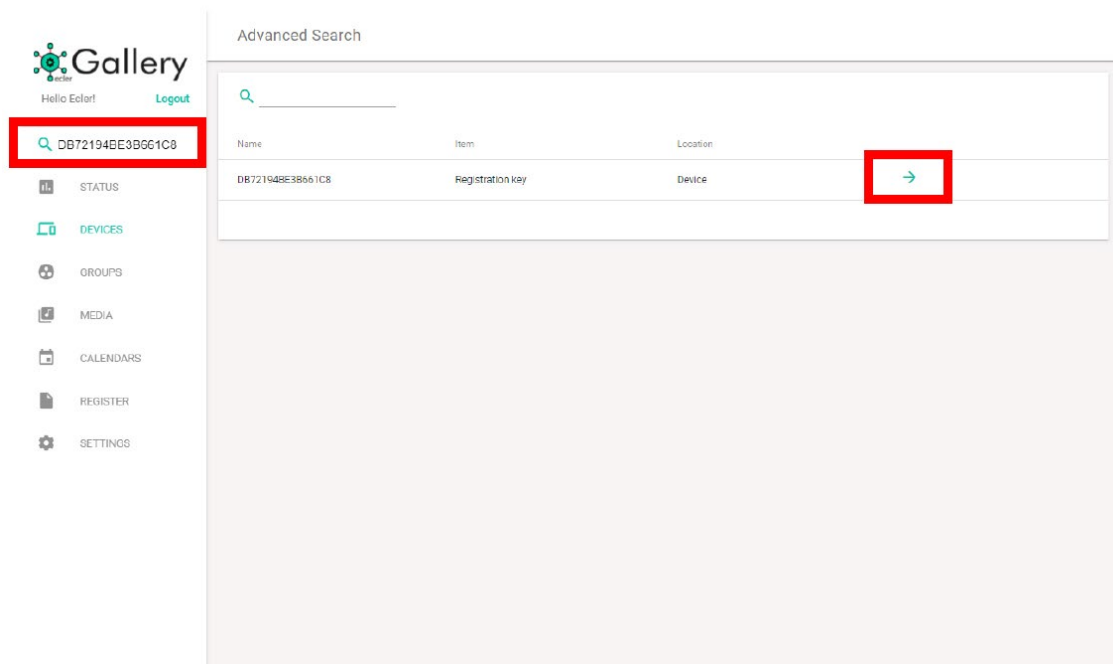 Gallery
ecler
Hello Ecler!
Logout
DB72194BE3B661C8
STATUS
DEVICES
GROUPS
MEDIA
CALENDARS
REGISTER
SETTINGS
Advanced Search
Name Item Location
DB72194BE3B661C8 Registration key Device